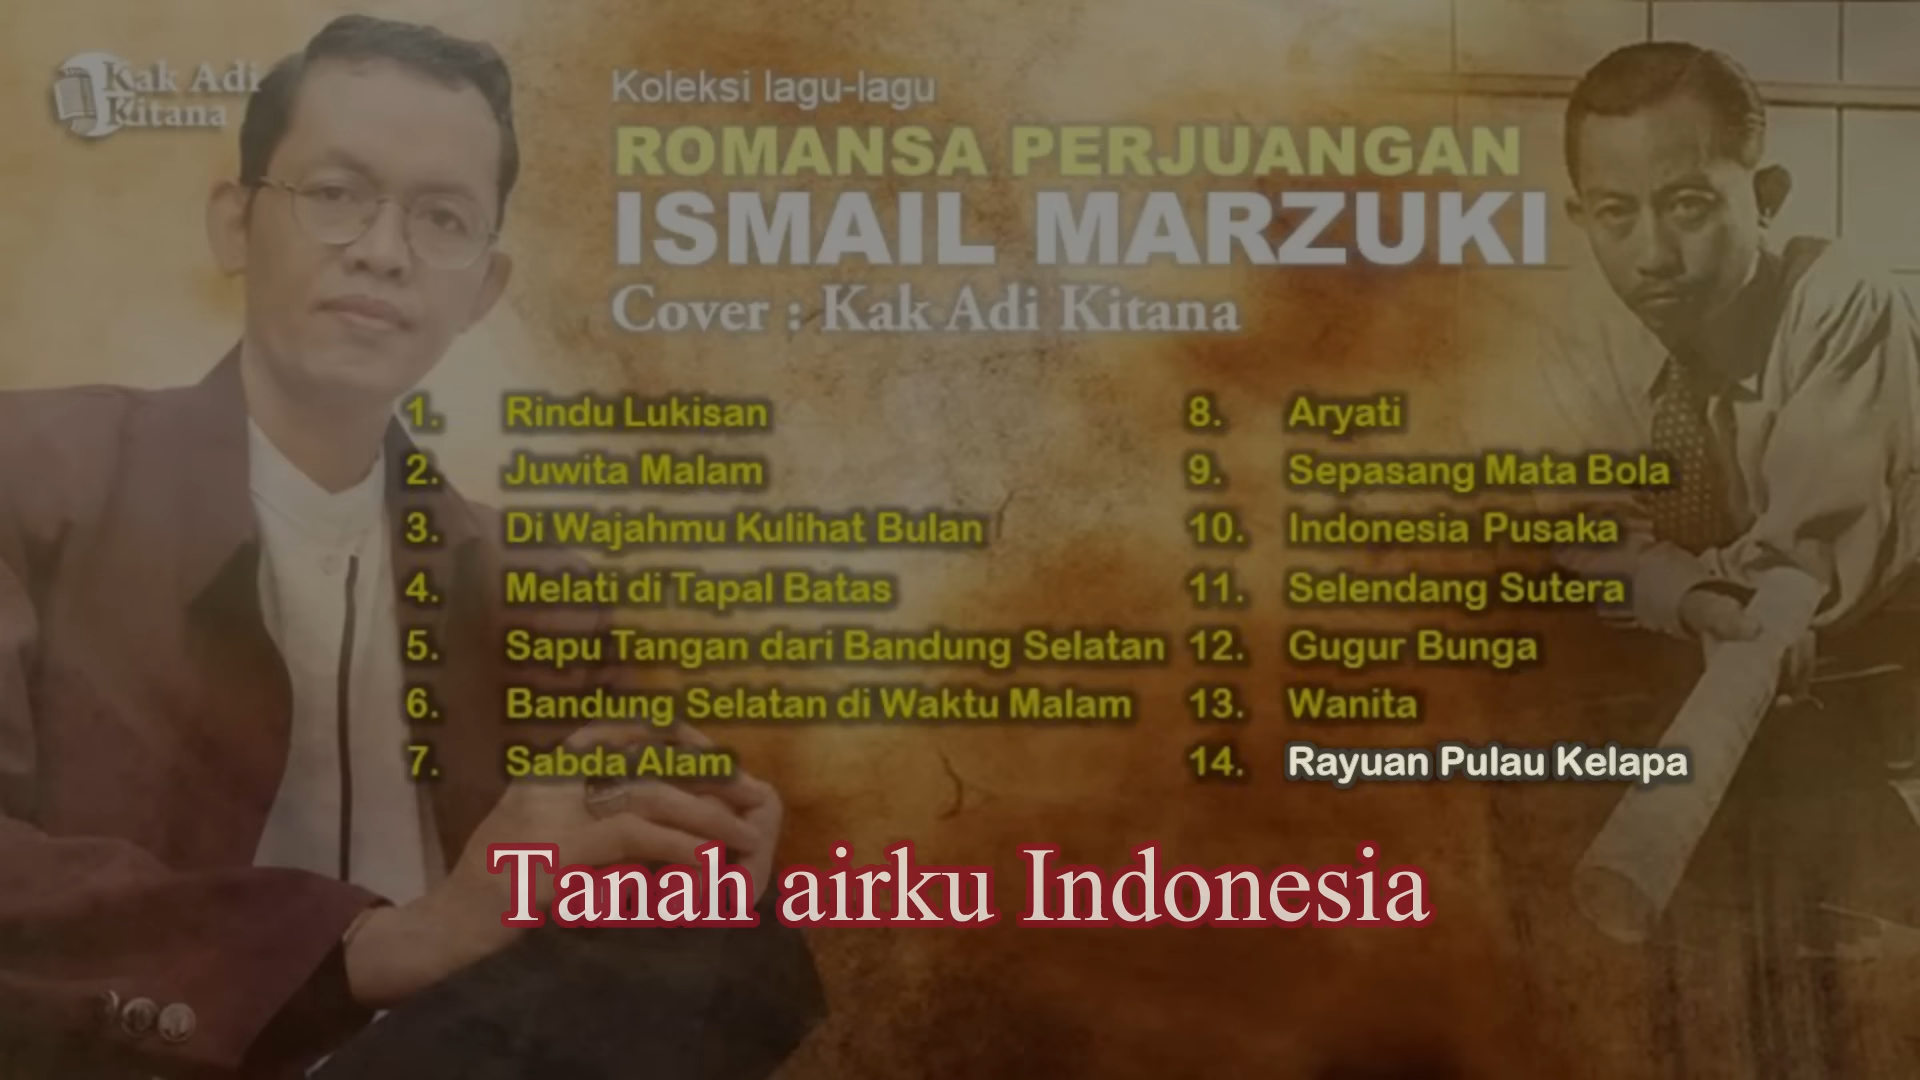 Kak Adi
Kitana
Koleksi lagu-lagu
ROMANSA PERJUANGAN
ISMAIL MARZUKI
Cover : Kak Adi Kitana
1. Rindu Lukisan
2. Juwita Malam
3. Di Wajahmu Kulihat Bulan
4. Melati di Tapal Batas
5. Sapu Tangan dari Bandung Selatan
6. Bandung Selatan di Waktu Malam
7. Sabda Alam
8. Aryati
9. Sepasang Mata Bola
10. Indonesia Pusaka
11. Selendang Sutera
12. Gugur Bunga
13. Wanita
14. Rayuan Pulau Kelapa
Tanah airku Indonesia